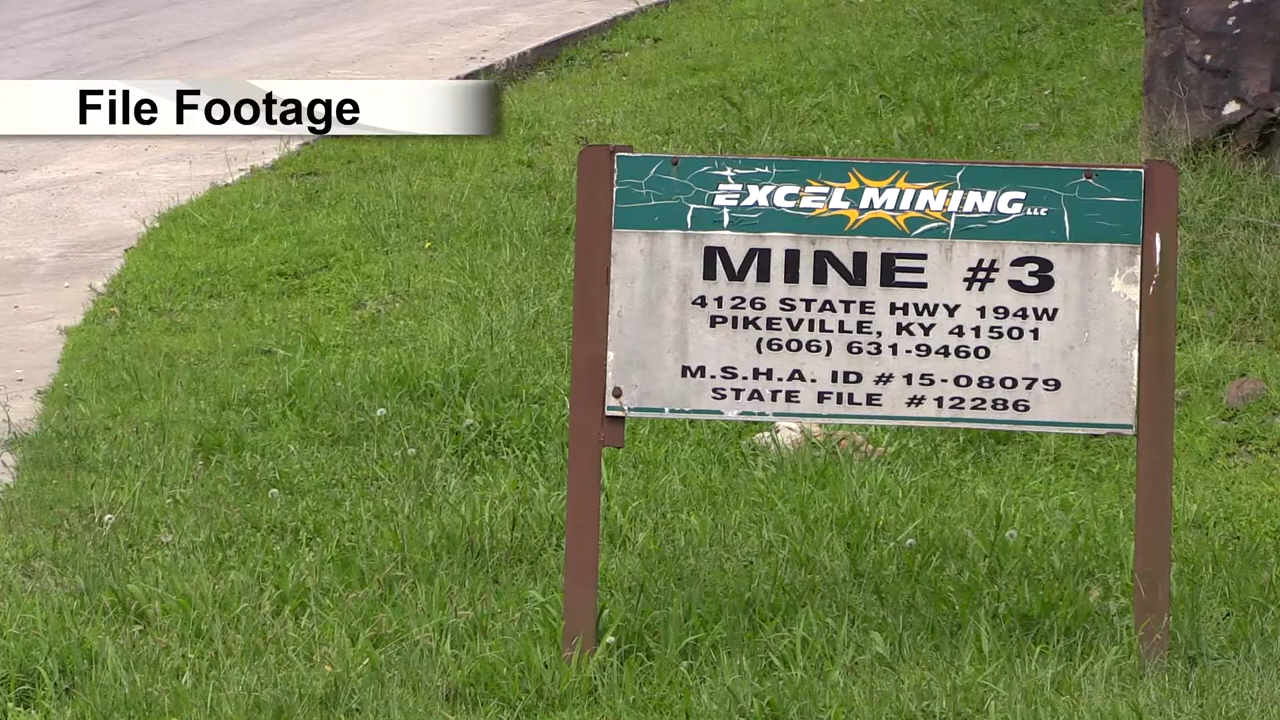 File Footage
EXCEL MINING LLC
MINE #3
4126 STATE HWY 194W
PIKEVILLE, KY 41501
(606) 631-9460
M.S.H.A. ID #15-08079
STATE FILE #12286